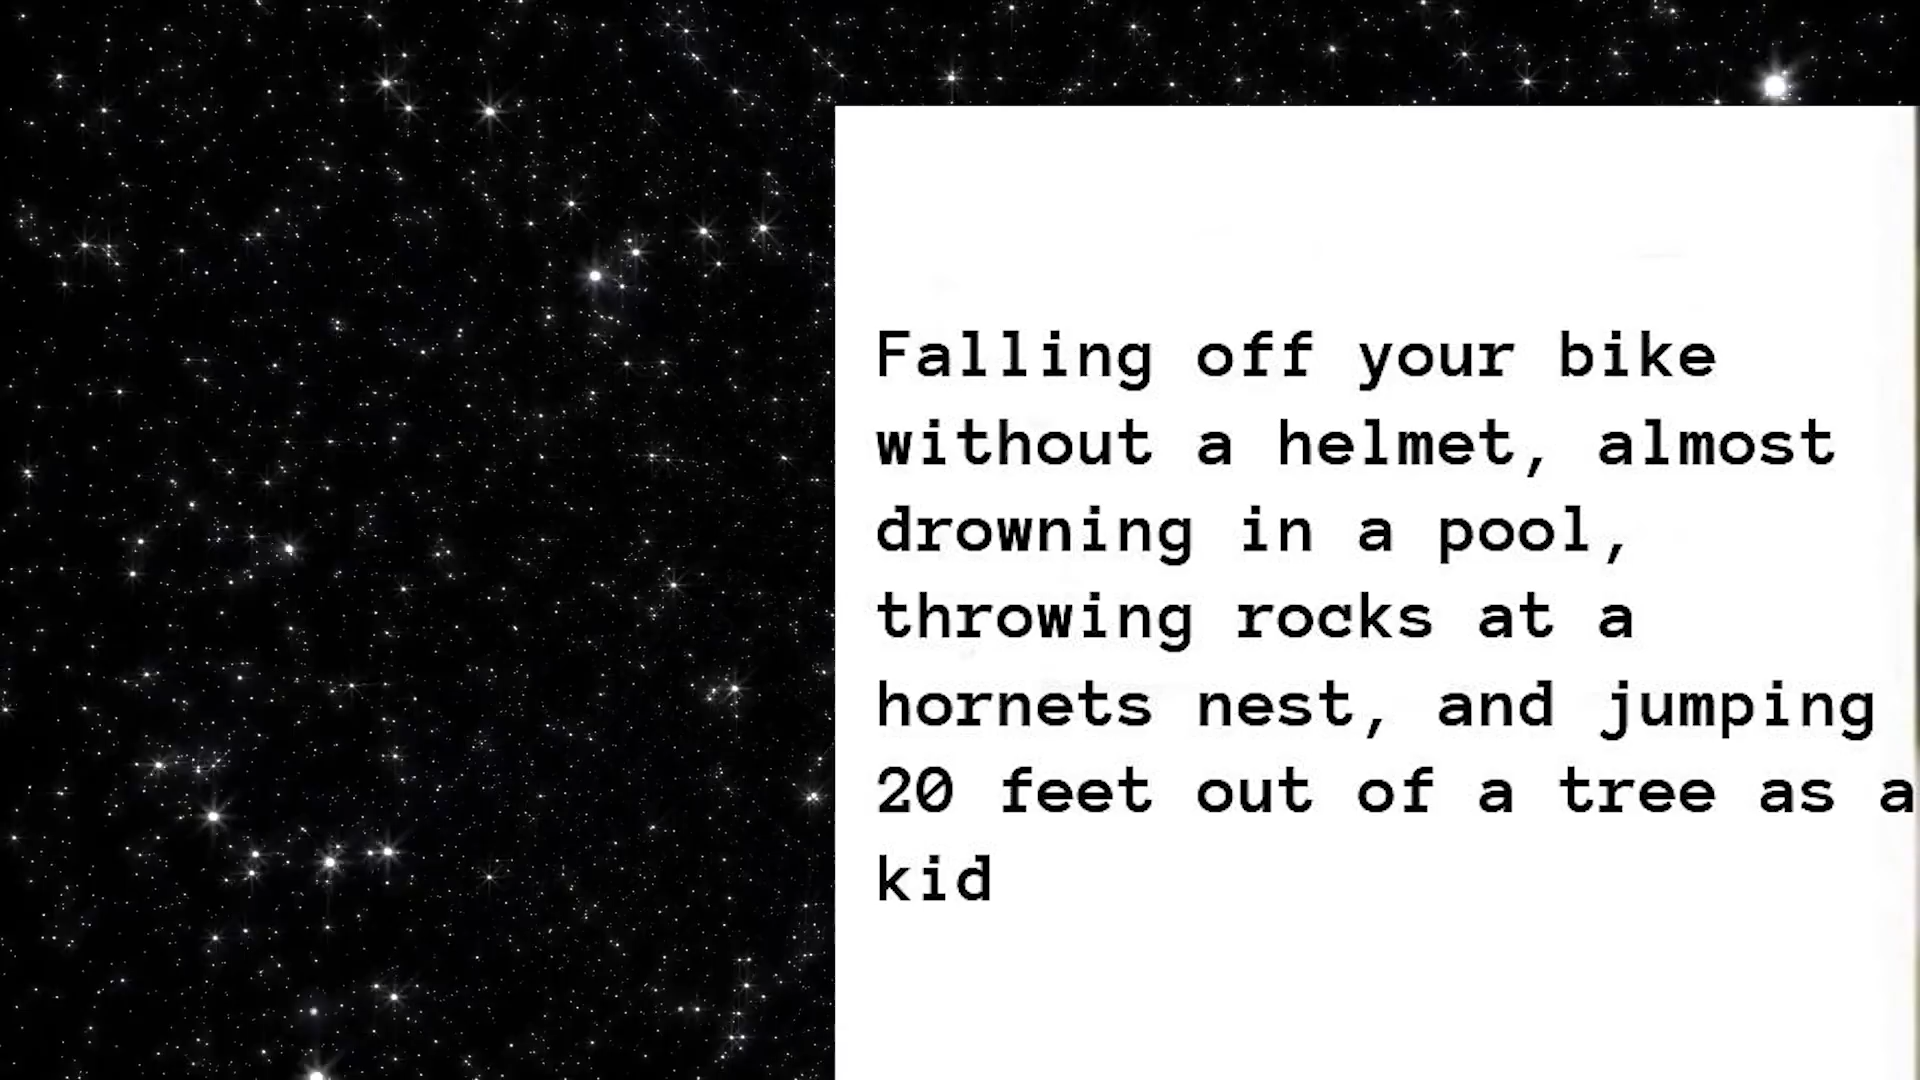 Falling off your bike
without a helmet, almost
drowning in a pool,
throwing rocks at a
hornets nest, and jumping
20 feet out of a tree as a
kid